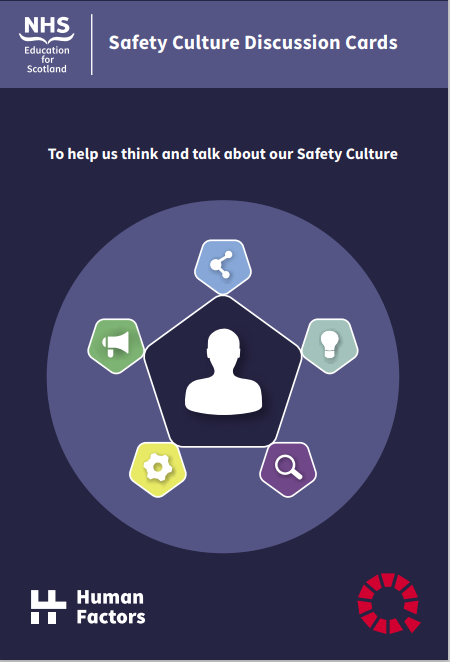 NHS
Education
for
Scotland
Safety Culture Discussion Cards
To help us think and talk about our Safety Culture
Human
Factors